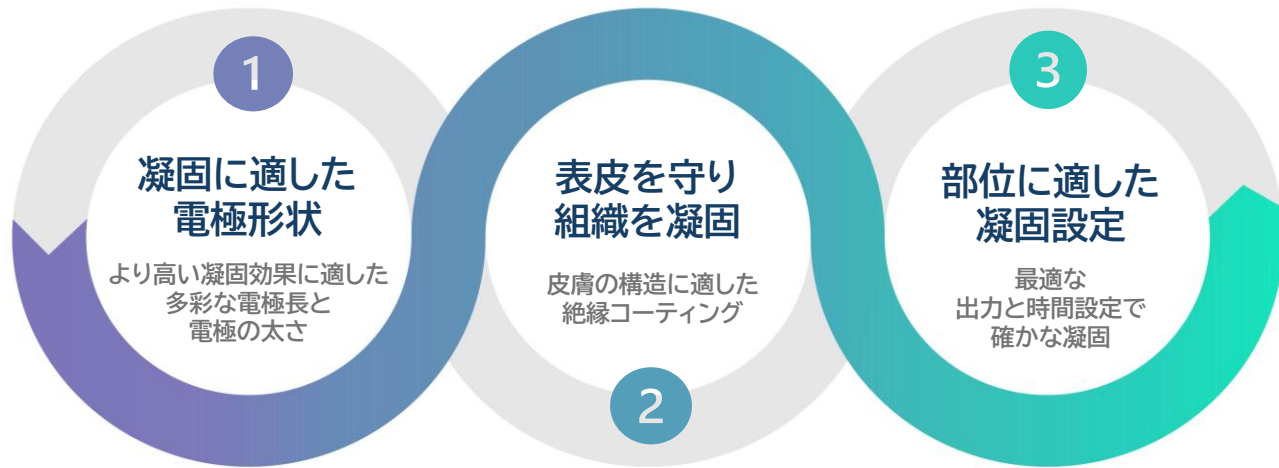 1
凝固に適した
電極形状
より高い凝固効果に適した
多彩な電極長と
電極の太さ
表皮を守り
組織を凝固
皮膚の構造に適した
絶縁コーティング
2
3
部位に適した
凝固設定
最適な
出力と時間設定で
確かな凝固